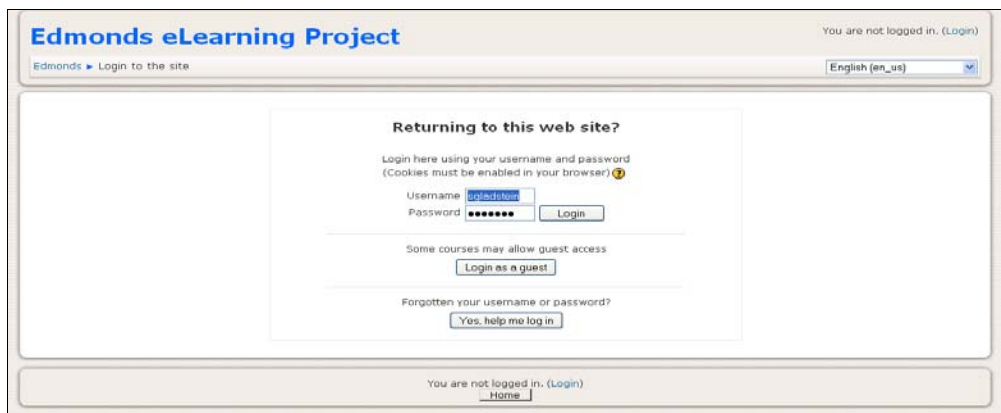 Edmonds eLearning Project
You are not logged in. (Login)
Edmonds ► Login to the site
English (en_us)
Returning to this web site?
Login here using your username and password
(Cookies must be enabled in your browser) ?
Username sgladstein
Password ●●●●●●● Login
Some courses may allow guest access
Login as a guest
Forgotten your username or password?
Yes, help me log in
You are not logged in. (Login)
Home